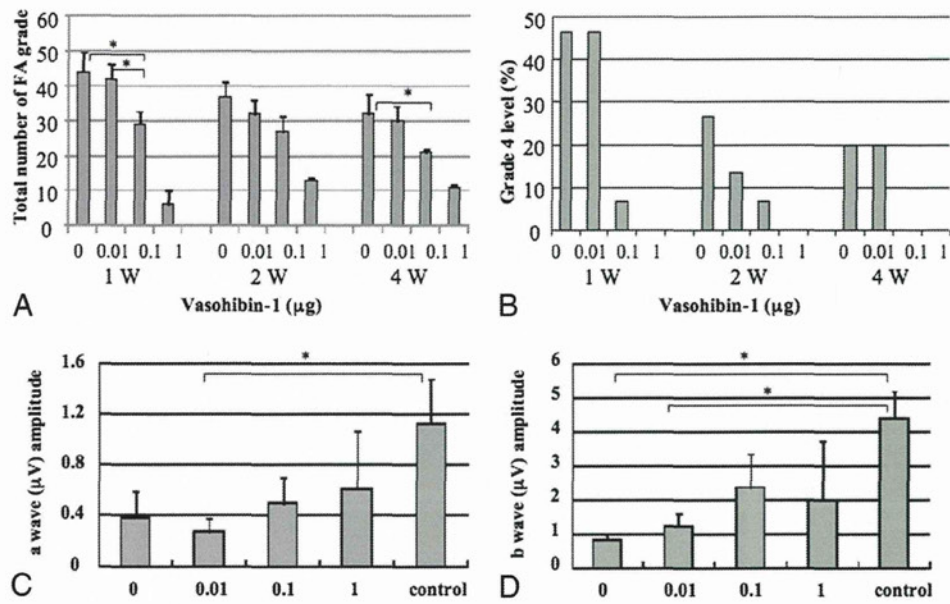 A
Total number of FA grade
60
50
40
30
20
10
0
*
*
*
0 0.01 0.1 1 0 0.01 0.1 1 0 0.01 0.1 1
1 W 2 W 4 W
Vasohibin-1 (µg)
B
Grade 4 level (%)
50
40
30
20
10
0
0 0.01 0.1 1 0 0.01 0.1 1 0 0.01 0.1 1
1 W 2 W 4 W
Vasohibin-1 (µg)
C
a wave (µV) amplitude
1.6
1.2
0.8
0.4
0
*
0 0.01 0.1 1 control
D
b wave (µV) amplitude
6
5
4
3
2
1
0
*
*
0 0.01 0.1 1 control